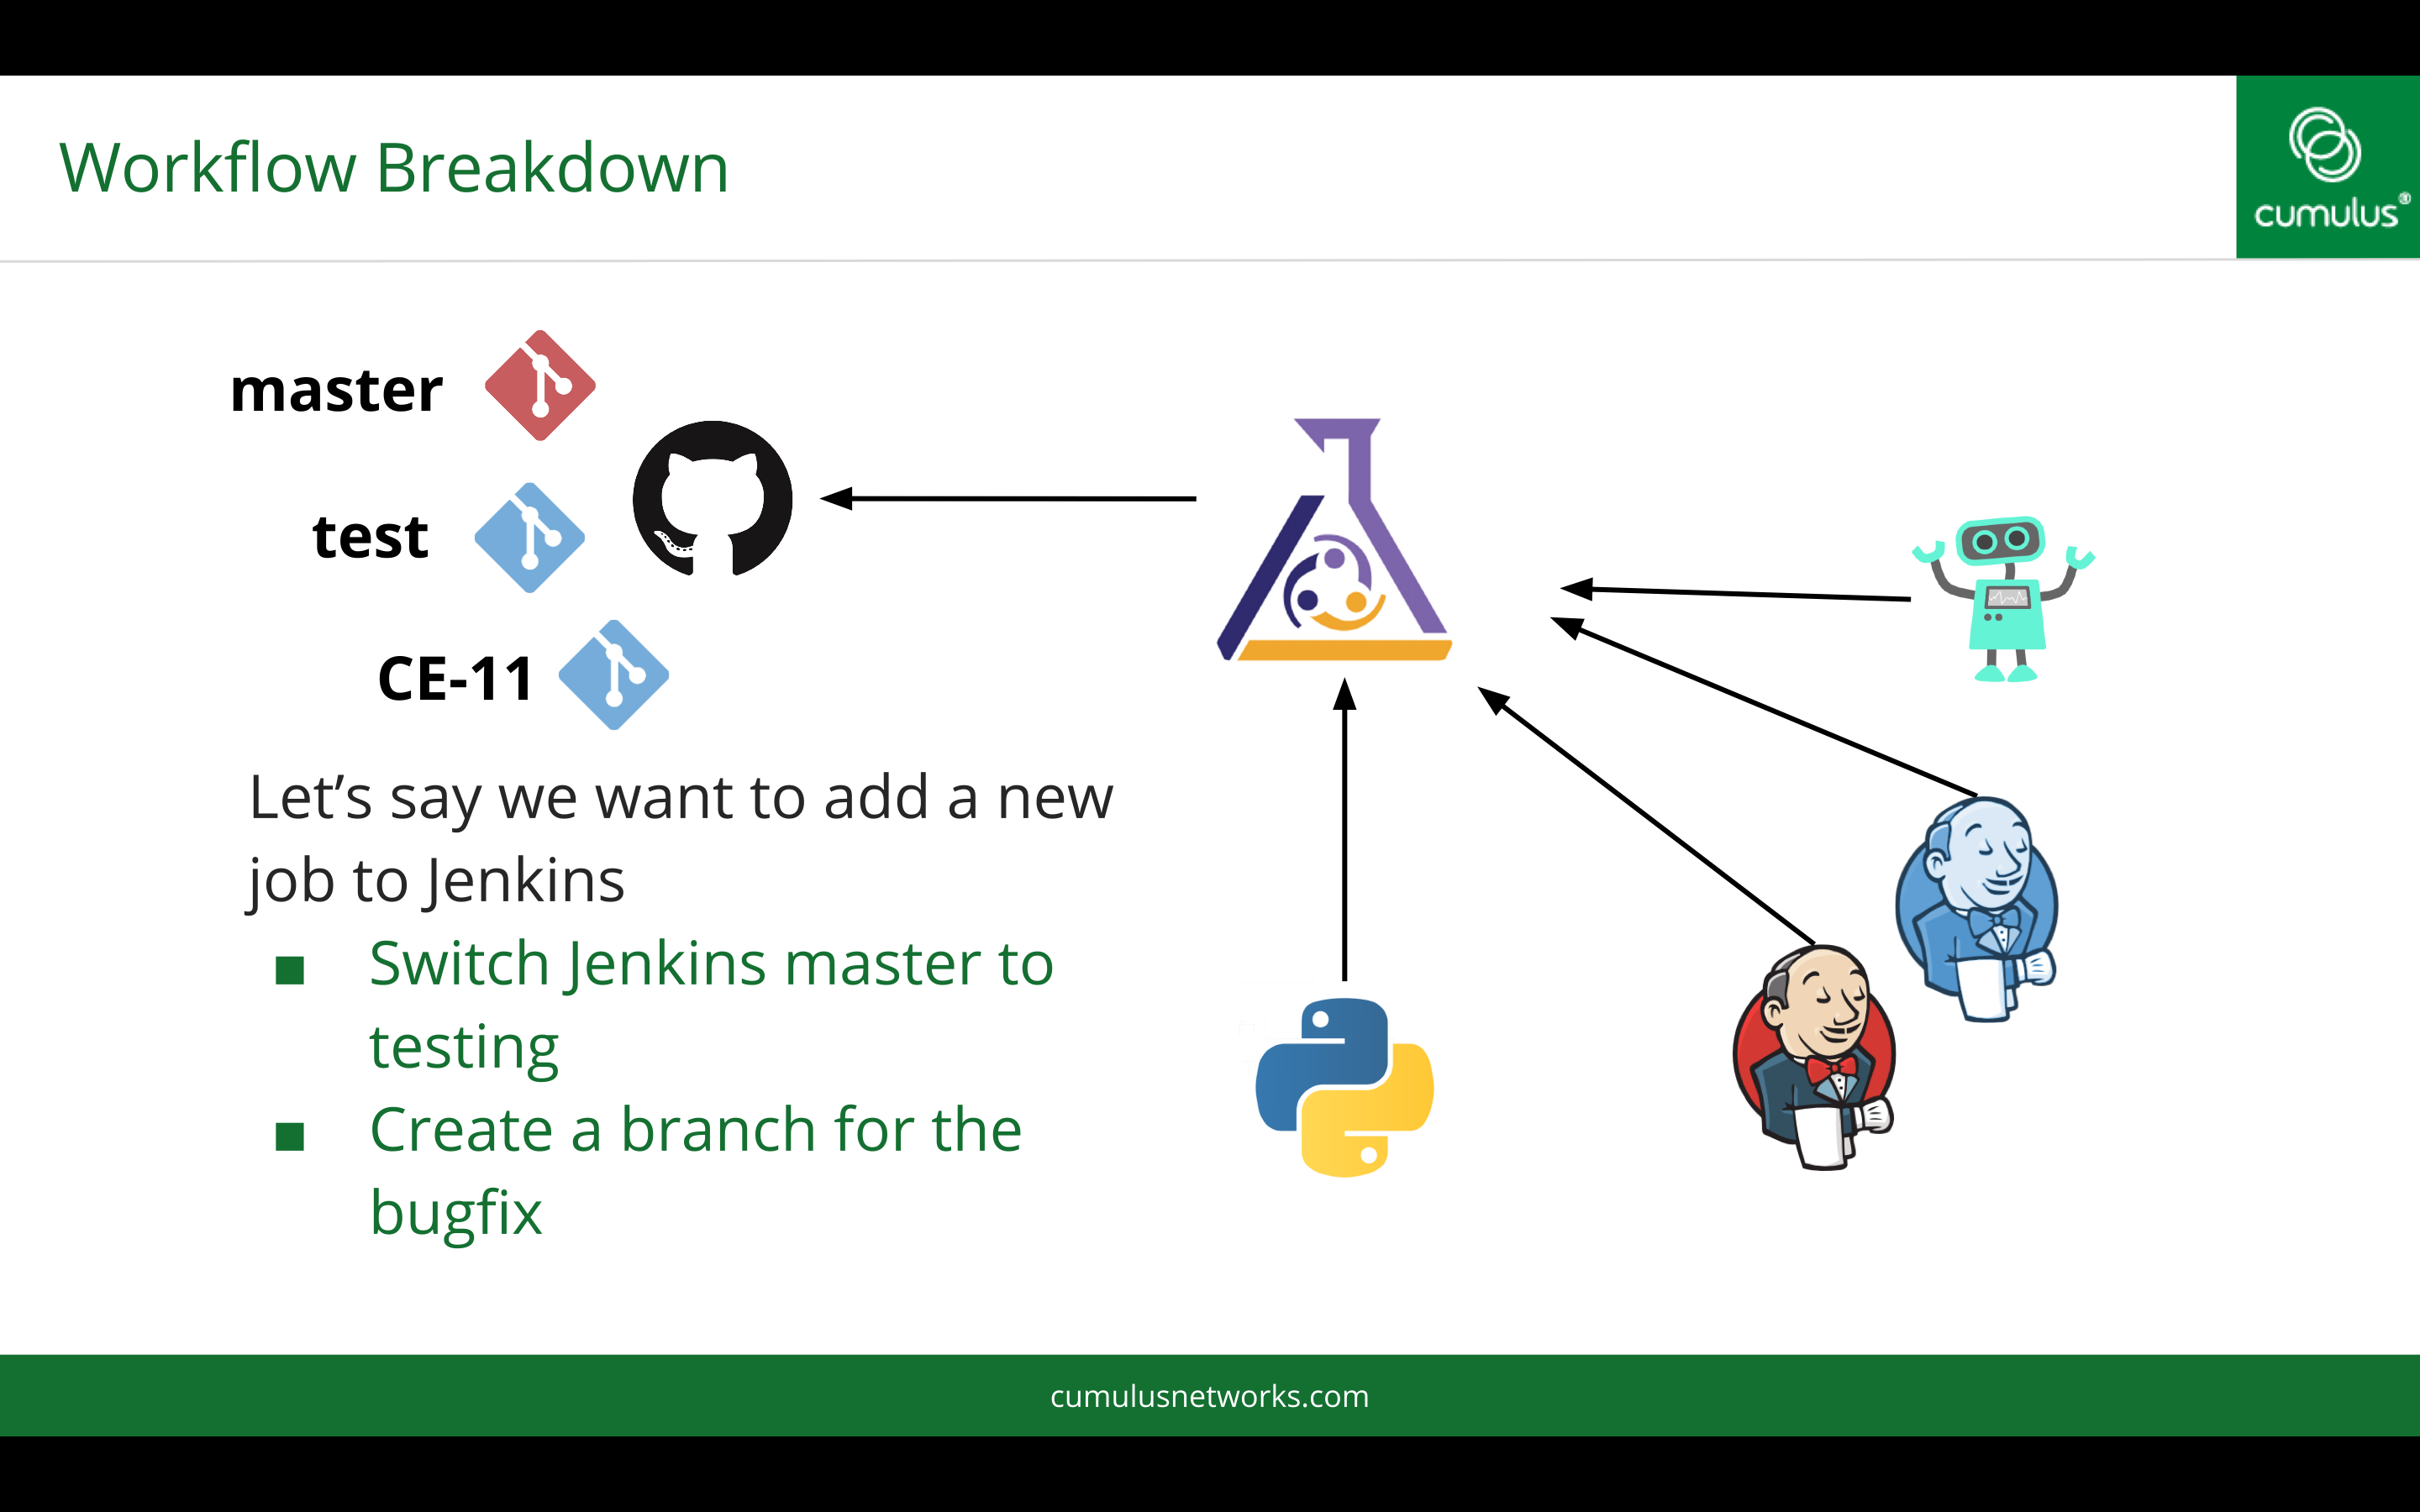 Workflow Breakdown
cumulus®
master
test
CE-11
Let’s say we want to add a new
job to Jenkins
■ Switch Jenkins master to
testing
■ Create a branch for the
bugfix
cumulusnetworks.com